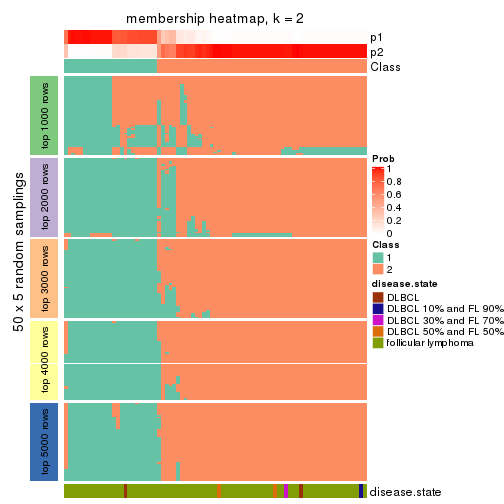 membership heatmap, k = 2
p1
p2
Class
50 x 5 random samplings
top 1000 rows
top 2000 rows
top 3000 rows
top 4000 rows
top 5000 rows
Prob
1
0.8
0.6
0.4
0.2
0
Class
1
2
disease.state
DLBCL
DLBCL 10% and FL 90%
DLBCL 30% and FL 70%
DLBCL 50% and FL 50%
follicular lymphoma
disease.state